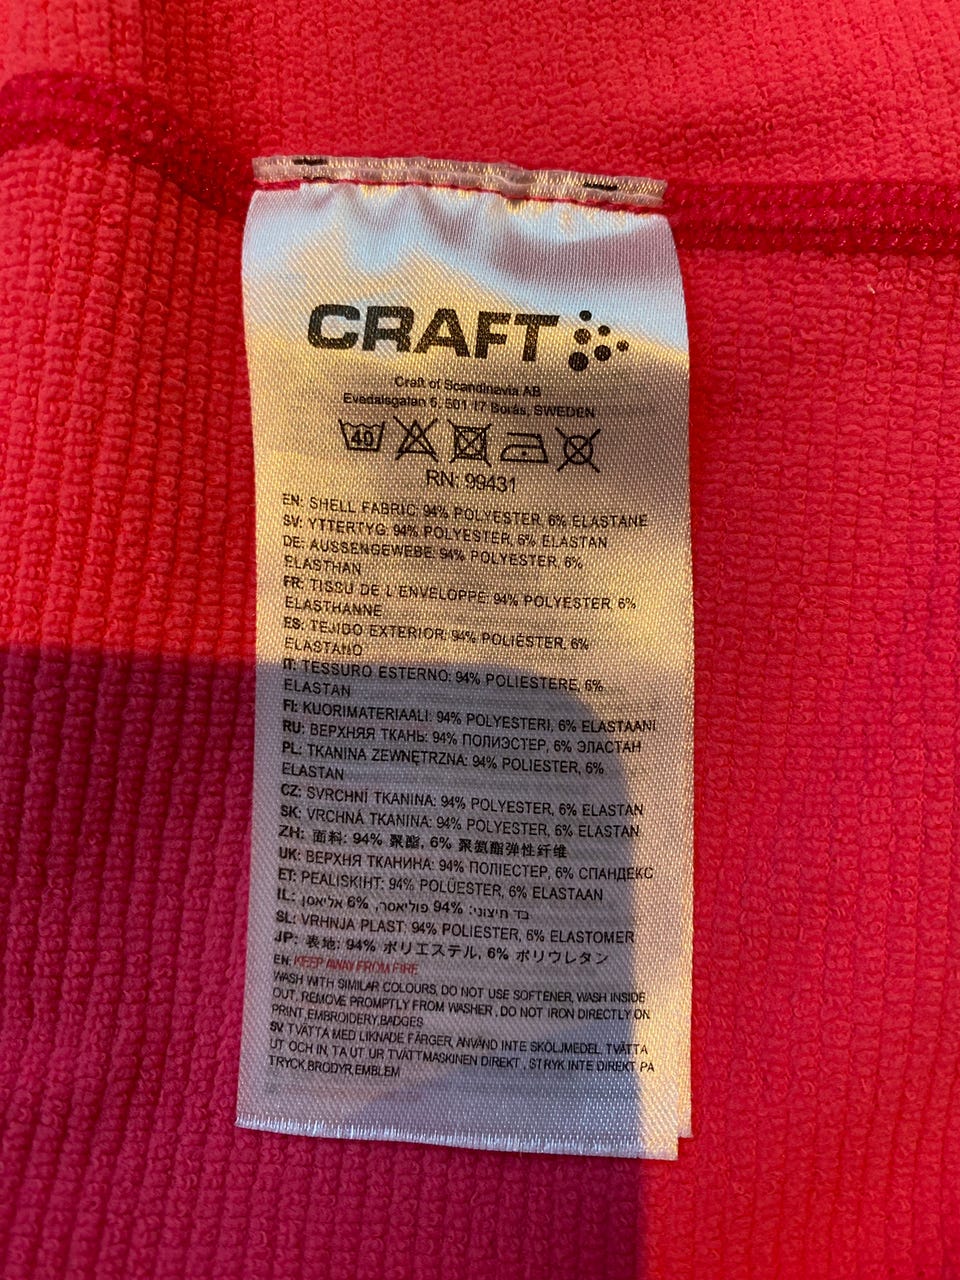 CRAFT
Craft of Scandinavia AB
Evedalsgatan 5, 501 17 Borås, SWEDEN
40
RN: 99431
EN: SHELL FABRIC: 94% POLYESTER, 6% ELASTANE
SV: YTTERTYG: 94% POLYESTER, 6% ELASTAN
DE: AUSSENGEWEBE: 94% POLYESTER, 6%
ELASTHAN
FR: TISSU DE L'ENVELOPPE: 94% POLYESTER, 6%
ELASTHANNE
ES: TEJIDO EXTERIOR: 94% POLIÉSTER, 6%
ELASTANO
IT: TESSURO ESTERNO: 94% POLIESTERE, 6%
ELASTAN
FI: KUORIMATERIAALI: 94% POLYESTERI, 6% ELASTAANI
RU: ВЕРХНЯЯ ТКАНЬ: 94% ПОЛИЭСТЕР, 6% ЭЛАСТАН
PL: TKANINA ZEWNĘTRZNA: 94% POLIESTER, 6%
ELASTAN
CZ: SVRCHNÍ TKANINA: 94% POLYESTER, 6% ELASTAN
SK: VRCHNÁ TKANINA: 94% POLYESTER, 6% ELASTAN
ZH: 面料: 94% 聚酯, 6% 聚氨酯弹性纤维
UK: ВЕРХНЯ ТКАНИНА: 94% ПОЛІЕСТЕР, 6% СПАНДЕКС
ET: PEALISKIHT: 94% POLÜESTER, 6% ELASTAAN
IL: בד חיצוני: 94% פוליאסר, 6% אליאסן
SL: VRHNJA PLAST: 94% POLIESTER, 6% ELASTOMER
JP: 表地: 94% ポリエステル, 6% ポリウレタン
EN: KEEP AWAY FROM FIRE
WASH WITH SIMILAR COLOURS, DO NOT USE SOFTENER, WASH INSIDE
OUT, REMOVE PROMPTLY FROM WASHER , DO NOT IRON DIRECTLY ON
PRINT,EMBROIDERY,BADGES
SV: TVÄTTA MED LIKNADE FÄRGER, ANVÄND INTE SKÖLJMEDEL, TVÄTTA
UT OCH IN, TA UT UR TVÄTTMASKINEN DIREKT , STRYK INTE DIREKT PÅ
TRYCK,BRODYR,EMBLEM